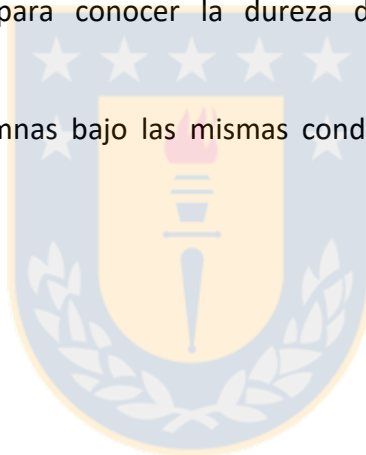 para conocer la dureza d
mnas bajo las mismas cond